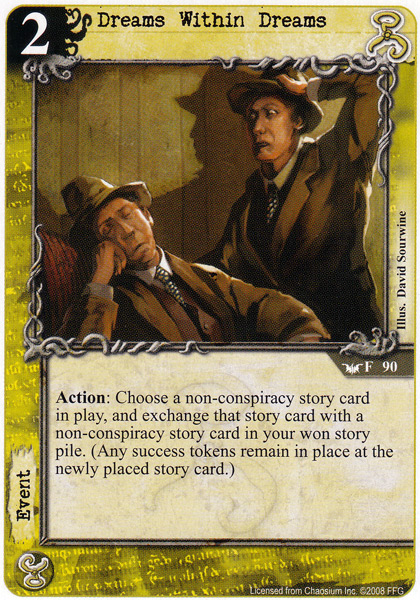 2
Dreams Within Dreams
Illus. David Sourwine
F 90
Action: Choose a non-conspiracy story card
in play, and exchange that story card with a
non-conspiracy story card in your won story
pile. (Any success tokens remain in place at the
newly placed story card.)
Event
Licensed from Chaosium Inc. ©2008 FFG